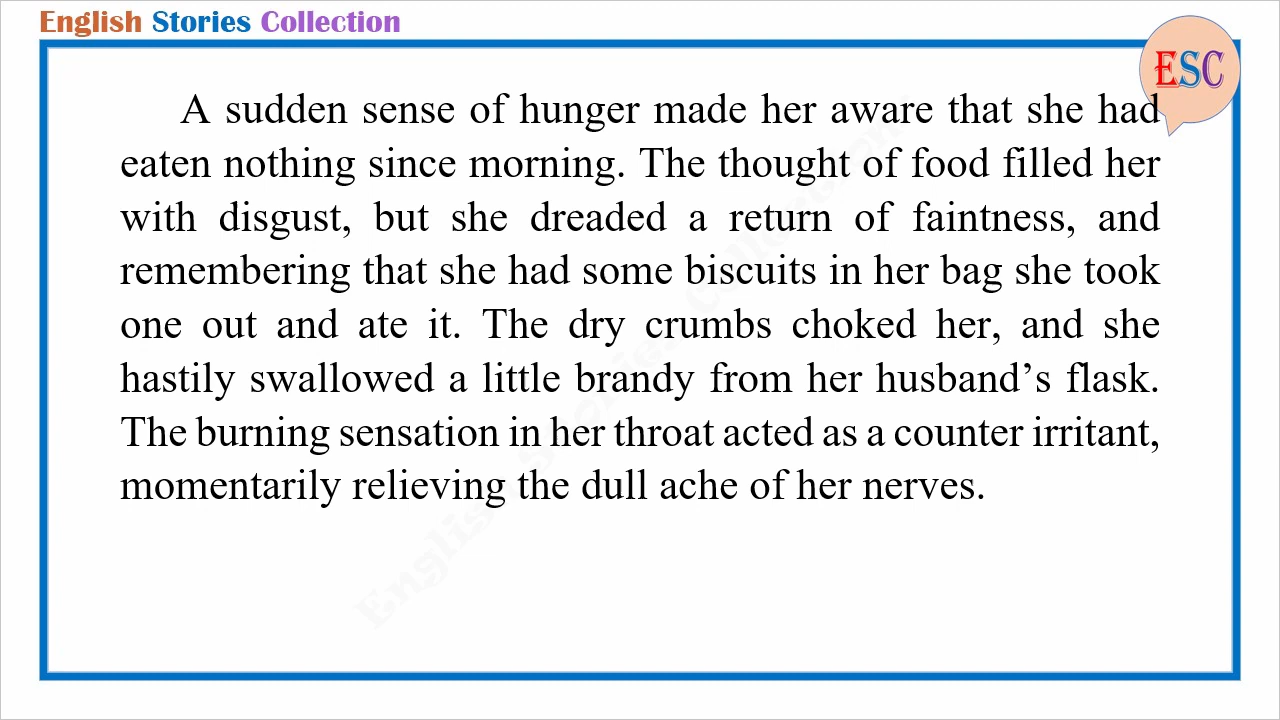 English Stories Collection
ESC
A sudden sense of hunger made her aware that she had
eaten nothing since morning. The thought of food filled her
with disgust, but she dreaded a return of faintness, and
remembering that she had some biscuits in her bag she took
one out and ate it. The dry crumbs choked her, and she
hastily swallowed a little brandy from her husband’s flask.
The burning sensation in her throat acted as a counter irritant,
momentarily relieving the dull ache of her nerves.
English Stories Collection